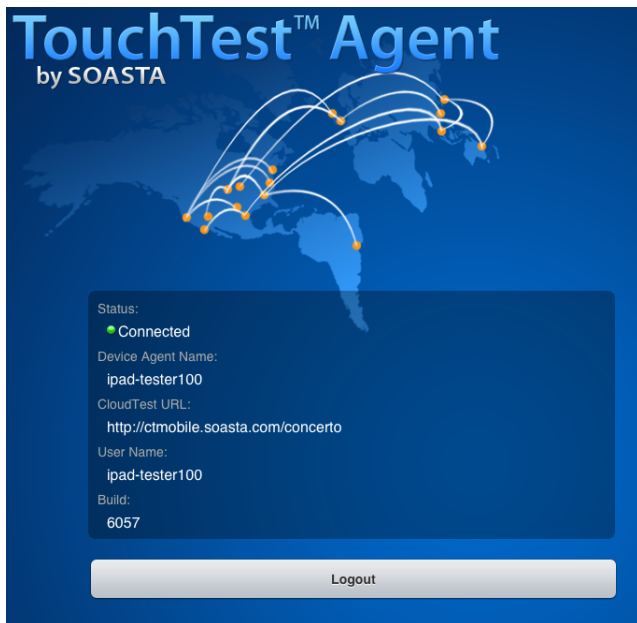 TouchTest™ Agent
by SOASTA
Status:
Connected
Device Agent Name:
ipad-tester100
CloudTest URL:
http://ctmobile.soasta.com/concerto
User Name:
ipad-tester100
Build:
6057
Logout